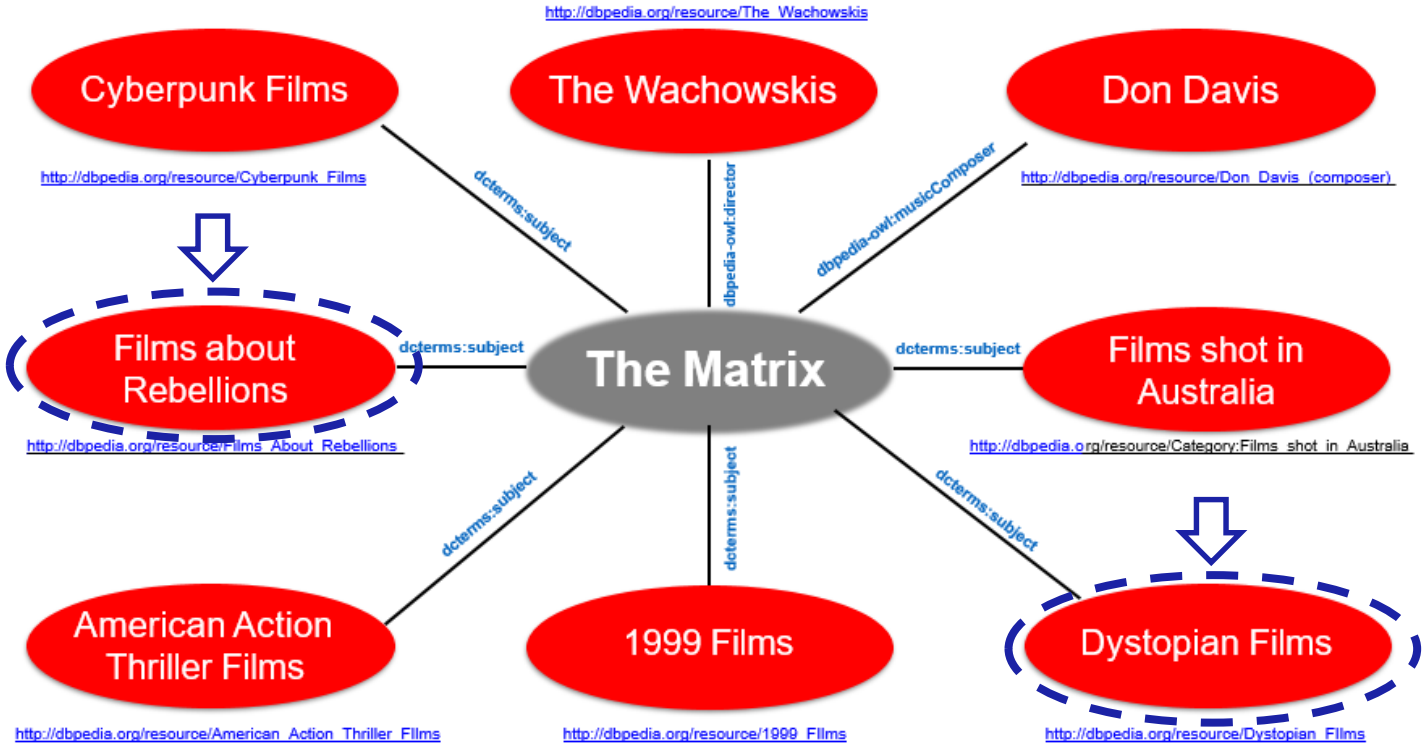 http://dbpedia.org/resource/The_Wachowskis
Cyberpunk Films
The Wachowskis
Don Davis
http://dbpedia.org/resource/Cyberpunk_Films
dcterms:subject
dbpedia-owl:director
dbpedia-owl:musicComposer
http://dbpedia.org/resource/Don_Davis_(composer)
Films about
Rebellions
dcterms:subject
The Matrix
dcterms:subject
Films shot in
Australia
http://dbpedia.org/resource/Films_About_Rebellions
http://dbpedia.org/resource/Category:Films_shot_in_Australia
dcterms:subject
dcterms:subject
dcterms:subject
American Action
Thriller Films
1999 Films
Dystopian Films
http://dbpedia.org/resource/American_Action_Thriller_FIlms
http://dbpedia.org/resource/1999_FIlms
http://dbpedia.org/resource/Dystopian_FIlms